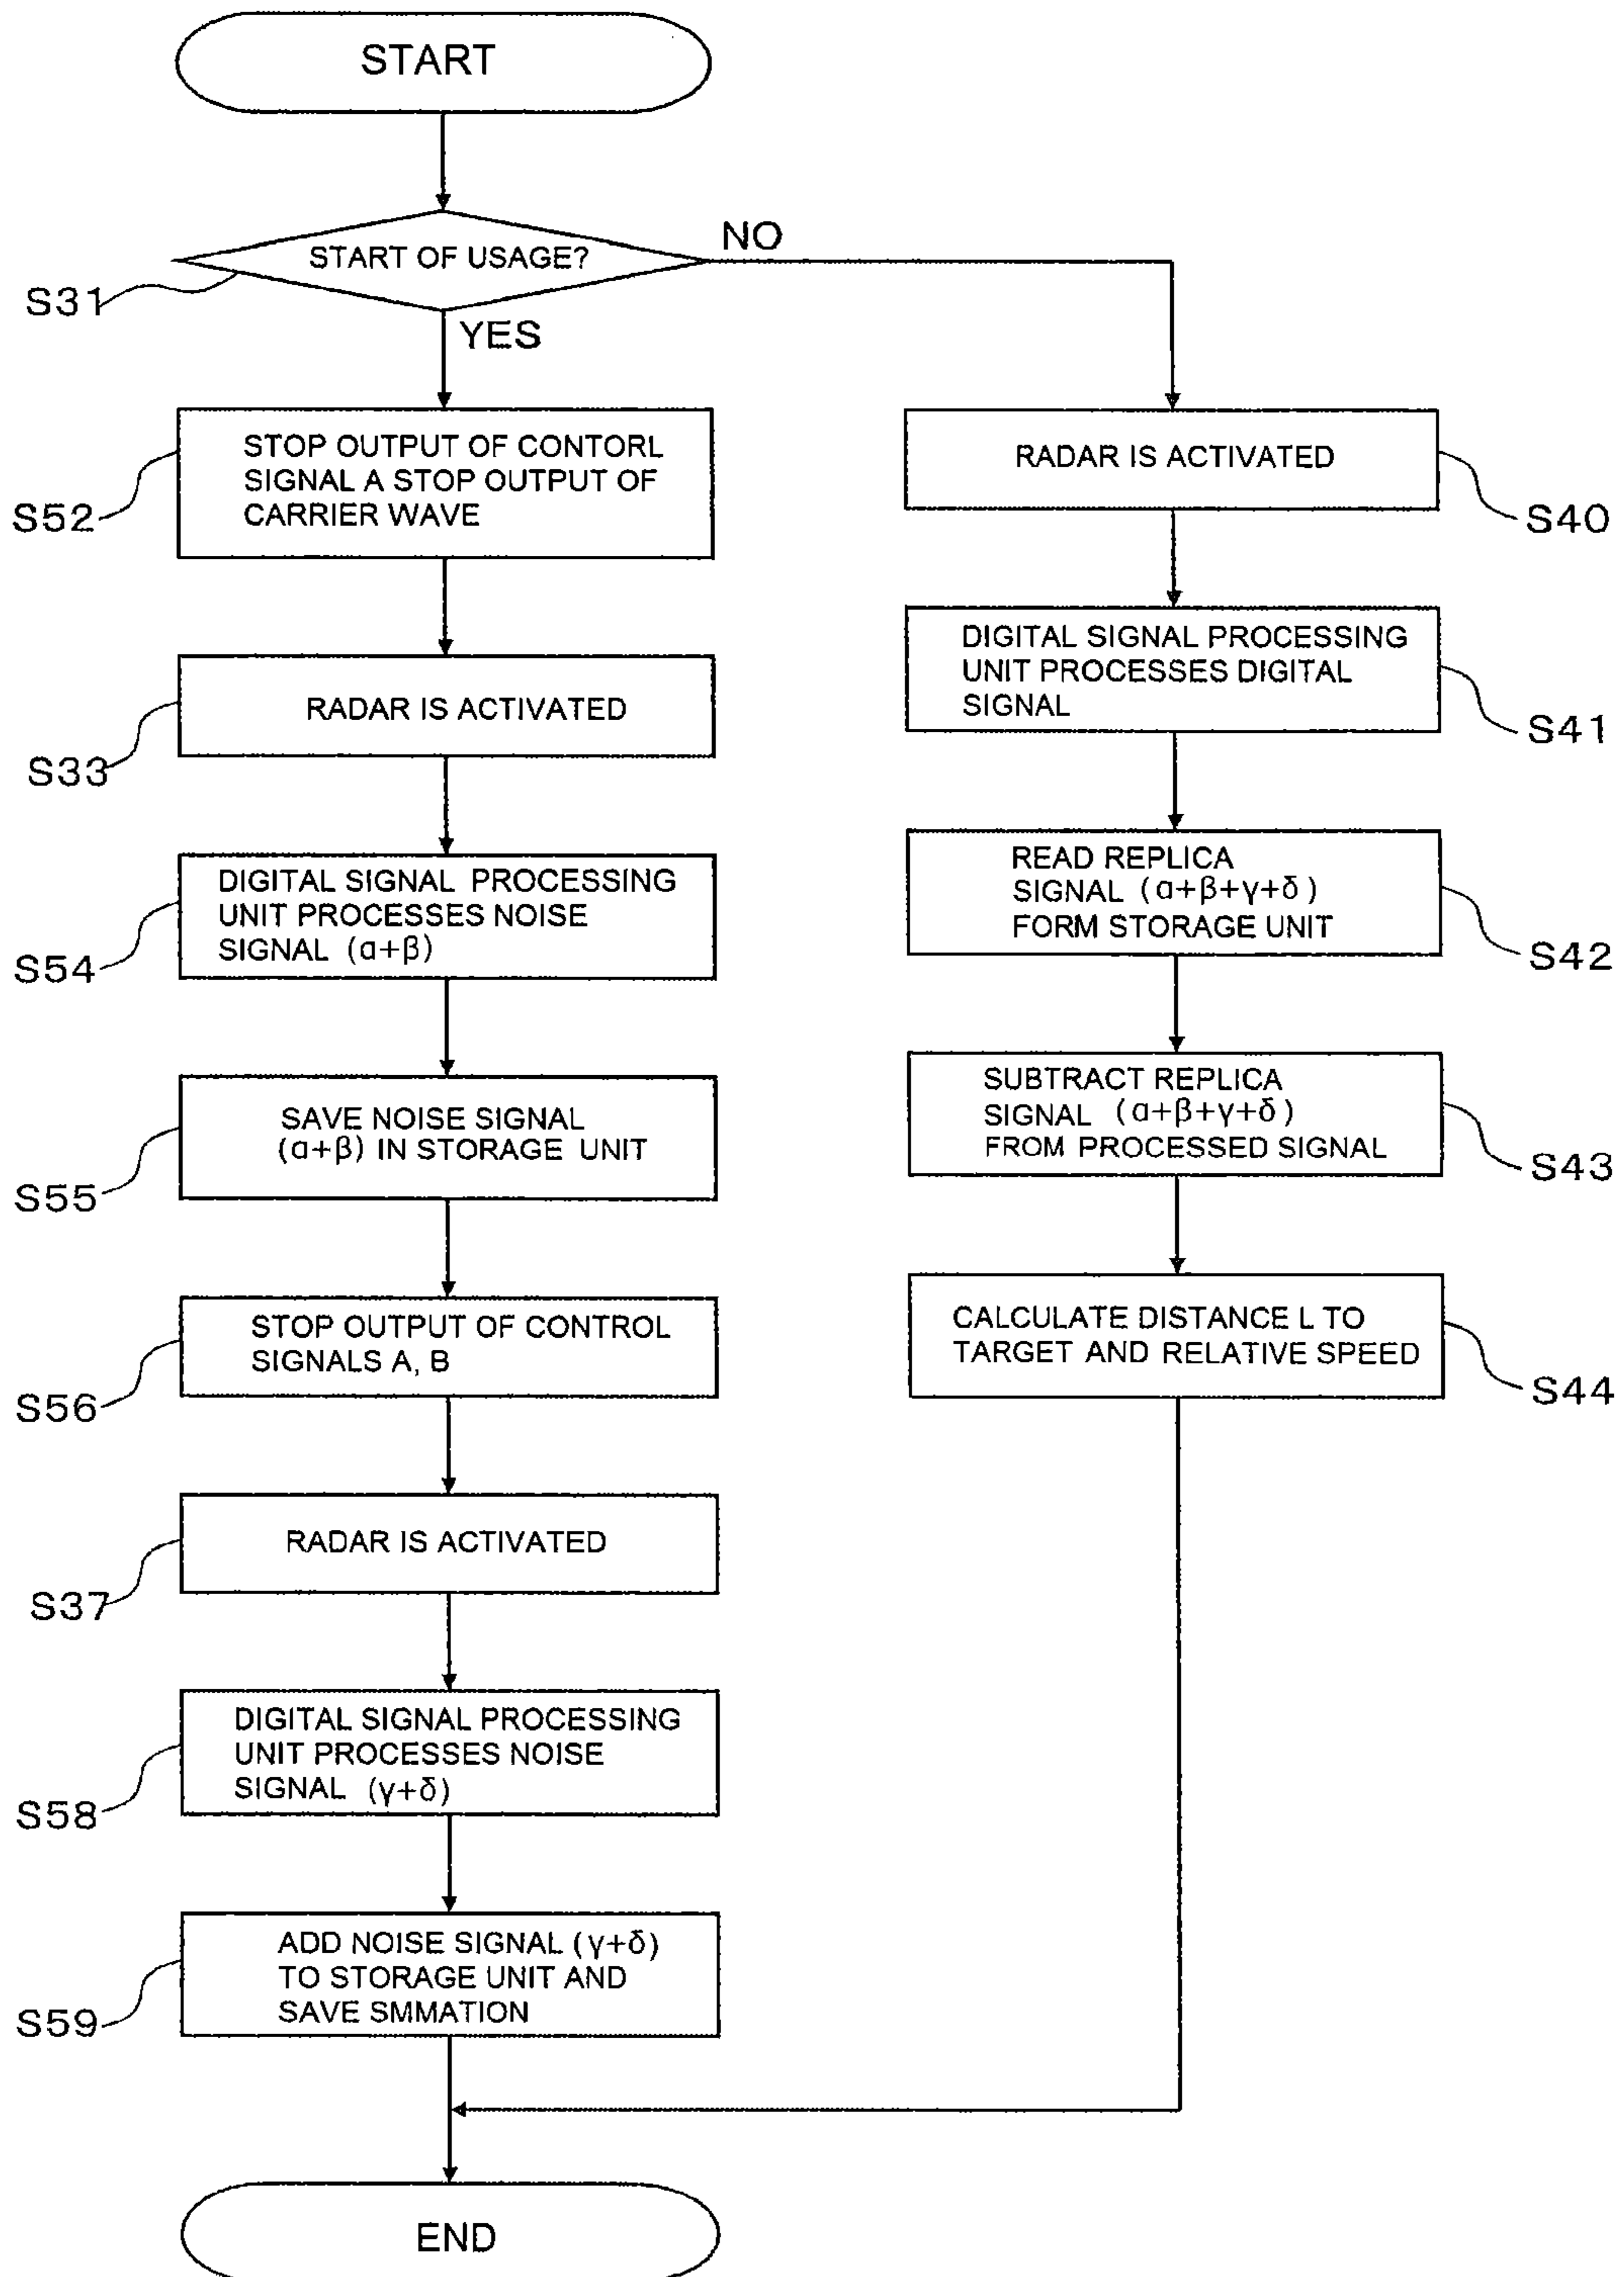 START
START OF USAGE?
NO
S31
YES
STOP OUTPUT OF CONTORL
SIGNAL A STOP OUTPUT OF
CARRIER WAVE
S52
RADAR IS ACTIVATED
S33
DIGITAL SIGNAL PROCESSING
UNIT PROCESSES NOISE
SIGNAL (α+β)
S54
SAVE NOISE SIGNAL
(α+β) IN STORAGE UNIT
S55
STOP OUTPUT OF CONTROL
SIGNALS A, B
S56
RADAR IS ACTIVATED
S37
DIGITAL SIGNAL PROCESSING
UNIT PROCESSES NOISE
SIGNAL (γ+δ)
S58
ADD NOISE SIGNAL (γ+δ)
TO STORAGE UNIT AND
SAVE SMMATION
S59
RADAR IS ACTIVATED
S40
DIGITAL SIGNAL PROCESSING
UNIT PROCESSES DIGITAL
SIGNAL
S41
READ REPLICA
SIGNAL (α+β+γ+δ)
FORM STORAGE UNIT
S42
SUBTRACT REPLICA
SIGNAL (α+β+γ+δ)
FROM PROCESSED SIGNAL
S43
CALCULATE DISTANCE L TO
TARGET AND RELATIVE SPEED
S44
END